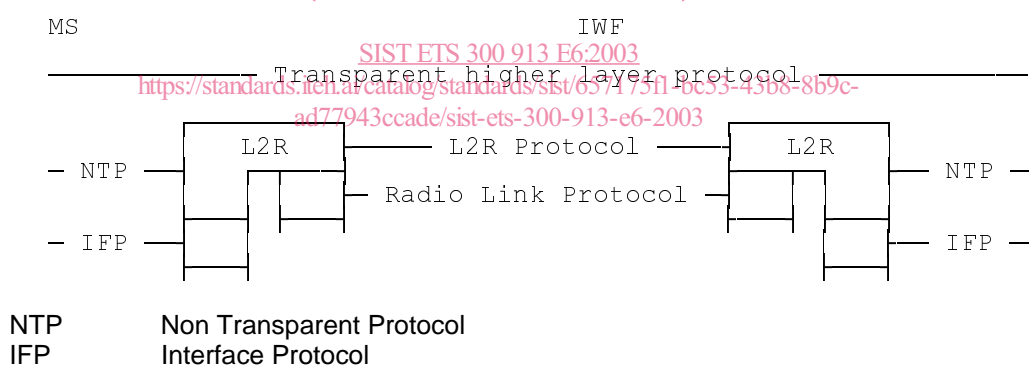 MS IWF
SIST ETS 300 913 E6:2003
Transparent higher layer protocol
https://standards.iteh.ai/catalog/standards/sist/657175f1-bc53-43b8-8b9c-
ad77943ccade/sist-ets-300-913-e6-2003
L2R L2R Protocol L2R
NTP NTP
Radio Link Protocol
IFP IFP
NTP Non Transparent Protocol
IFP Interface Protocol